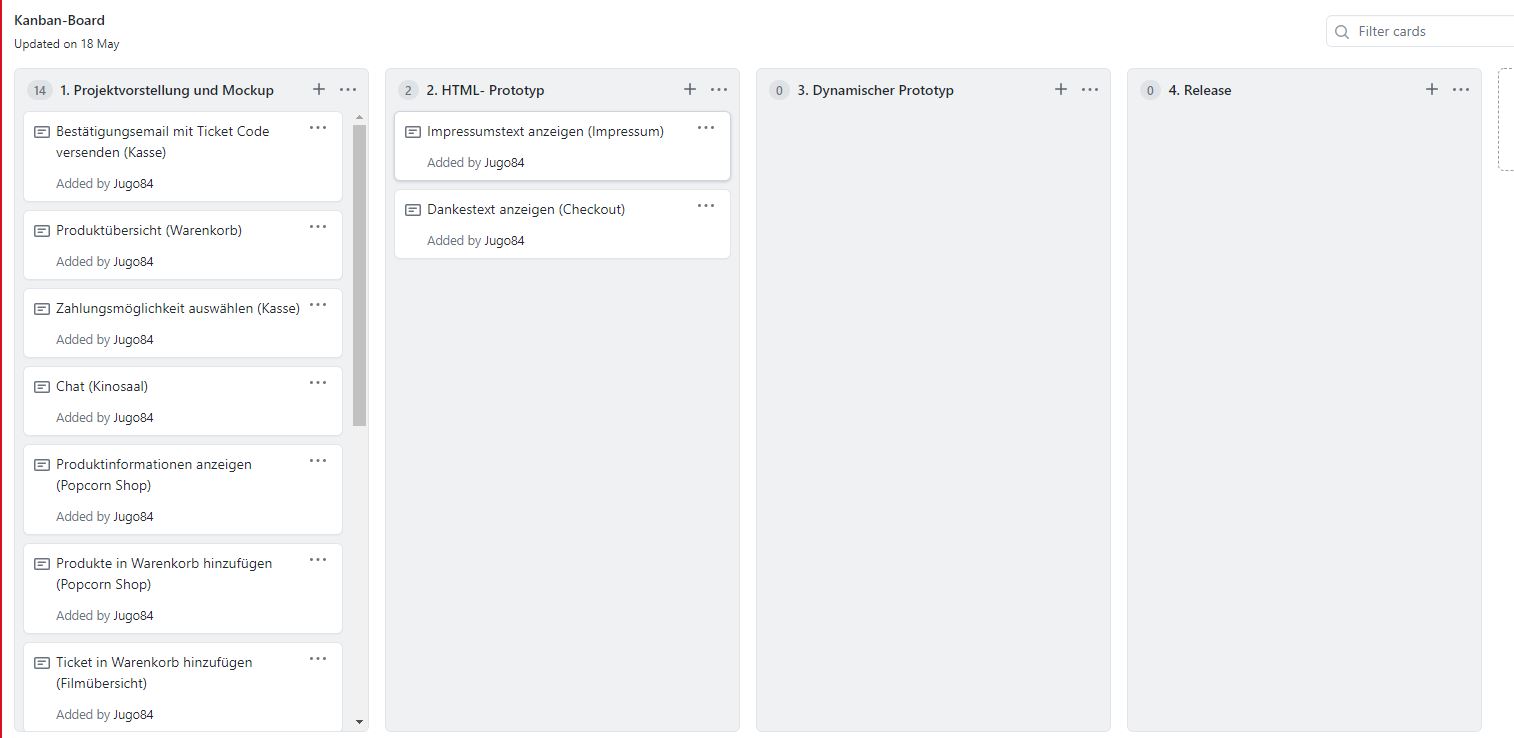 Kanban-Board
Updated on 18 May
Filter cards
14 1. Projektvorstellung und Mockup
Bestätigungsemail mit Ticket Code
versenden (Kasse)
Added by Jugo84
Produktübersicht (Warenkorb)
Added by Jugo84
Zahlungsmöglichkeit auswählen (Kasse)
Added by Jugo84
Chat (Kinosaal)
Added by Jugo84
Produktinformationen anzeigen
(Popcorn Shop)
Added by Jugo84
Produkte in Warenkorb hinzufügen
(Popcorn Shop)
Added by Jugo84
Ticket in Warenkorb hinzufügen
(Filmübersicht)
Added by Jugo84
2 2. HTML- Prototyp
Impressumstext anzeigen (Impressum)
Added by Jugo84
Dankestext anzeigen (Checkout)
Added by Jugo84
0 3. Dynamischer Prototyp
0 4. Release